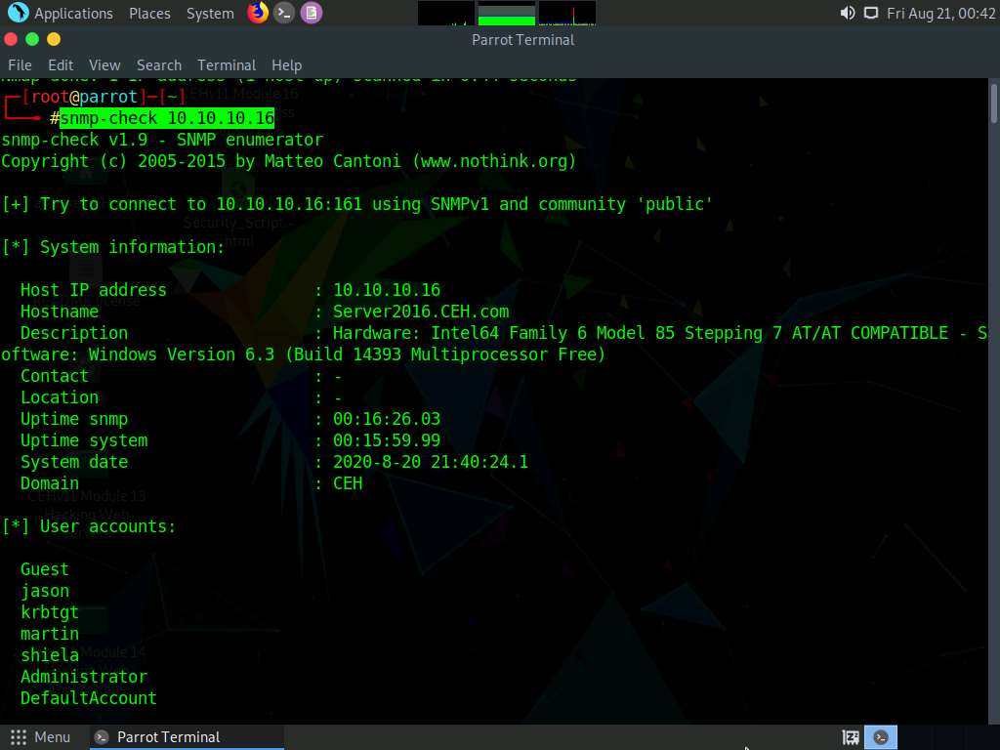 Applications Places System Fri Aug 21, 00:42
Parrot Terminal
File Edit View Search Terminal Help
[root@parrot]─[~]
#snmp-check 10.10.10.16
snmp-check v1.9 - SNMP enumerator
Copyright (c) 2005-2015 by Matteo Cantoni (www.nothink.org)
[+] Try to connect to 10.10.10.16:161 using SNMPv1 and community 'public'
[*] System information:
Host IP address : 10.10.10.16
Hostname : Server2016.CEH.com
Description : Hardware: Intel64 Family 6 Model 85 Stepping 7 AT/AT COMPATIBLE - S
oftware: Windows Version 6.3 (Build 14393 Multiprocessor Free)
Contact : -
Location : -
Uptime snmp : 00:16:26.03
Uptime system : 00:15:59.99
System date : 2020-8-20 21:40:24.1
Domain : CEH
[*] User accounts:
Guest
jason
krbtgt
martin
shiela
Administrator
DefaultAccount
Menu Parrot Terminal